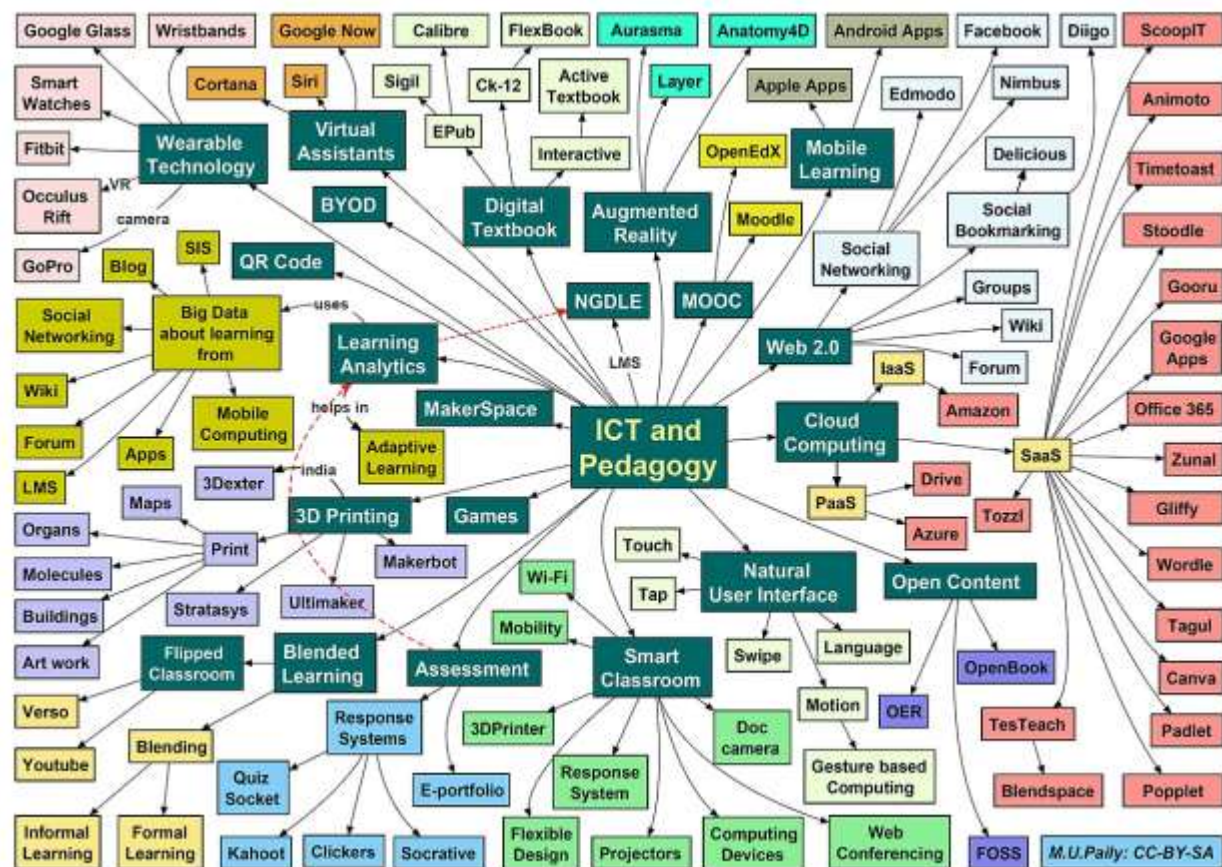 Google Glass
Wristbands
Google Now
Calibre
FlexBook
Aurasma
Anatomy4D
Android Apps
Facebook
Diigo
ScoopIT
Smart
Watches
Cortana
Siri
Sigil
Ck-12
Active
Textbook
Layer
Apple Apps
Edmodo
Nimbus
Animoto
Fitbit
Wearable
Technology
Virtual
Assistants
EPub
Interactive
OpenEdX
Mobile
Learning
Delicious
Timetoast
Occulus
Rift
VR
camera
BYOD
Digital
Textbook
Augmented
Reality
Moodle
Social
Networking
Social
Bookmarking
Stoodle
GoPro
Blog
SIS
QR Code
NGDLE
MOOC
Groups
Gooru
Social
Networking
Big Data
about learning
from
uses
Learning
Analytics
LMS
Web 2.0
Wiki
Forum
Google
Apps
Wiki
Mobile
Computing
helps in
MakerSpace
ICT and
Pedagogy
Cloud
Computing
IaaS
Amazon
Office 365
Forum
Apps
Adaptive
Learning
SaaS
Zunal
LMS
3Dexter
india
PaaS
Drive
Tozzl
Gliffy
Maps
Organs
Print
3D Printing
Games
Azure
Molecules
Makerbot
Touch
Natural
User Interface
Open Content
Wordle
Buildings
Stratasys
Ultimaker
Wi-Fi
Tap
Tagul
Art work
Flipped
Classroom
Blended
Learning
Assessment
Mobility
Smart
Classroom
Swipe
Language
OpenBook
Canva
Verso
Response
Systems
3DPrinter
Doc
camera
Motion
OER
TesTeach
Padlet
Youtube
Blending
Quiz
Socket
E-portfolio
Response
System
Gesture based
Computing
Blendspace
Popplet
Informal
Learning
Formal
Learning
Kahoot
Clickers
Socrative
Flexible
Design
Projectors
Computing
Devices
Web
Conferencing
FOSS
M.U.Paily; CC-BY-SA